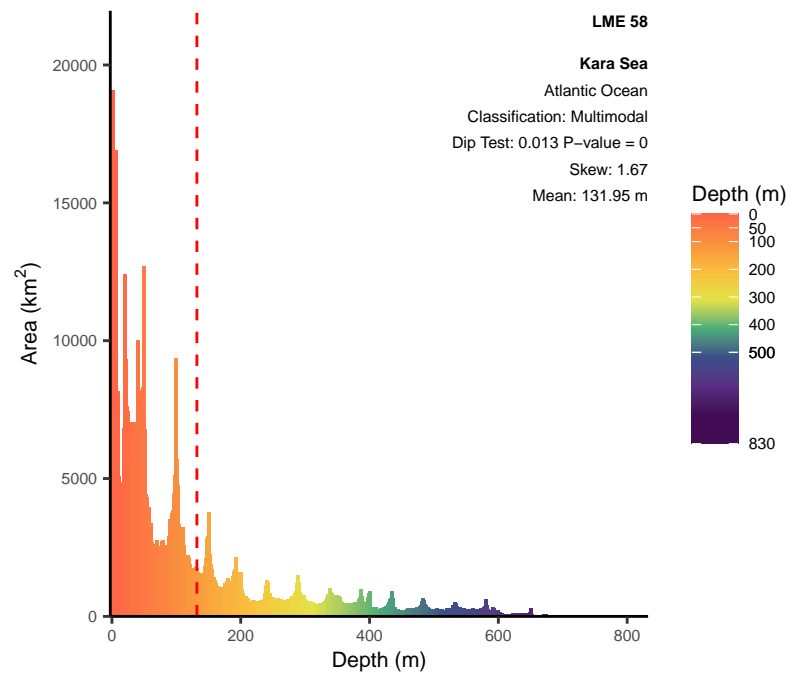 LME 58
Kara Sea
Atlantic Ocean
Classification: Multimodal
Dip Test: 0.013 P−value = 0
Skew: 1.67
Mean: 131.95 m
Area (km²)
20000
15000
10000
5000
0
0 200 400 600 800
Depth (m)
Depth (m)
0
50
100
200
300
400
500
830